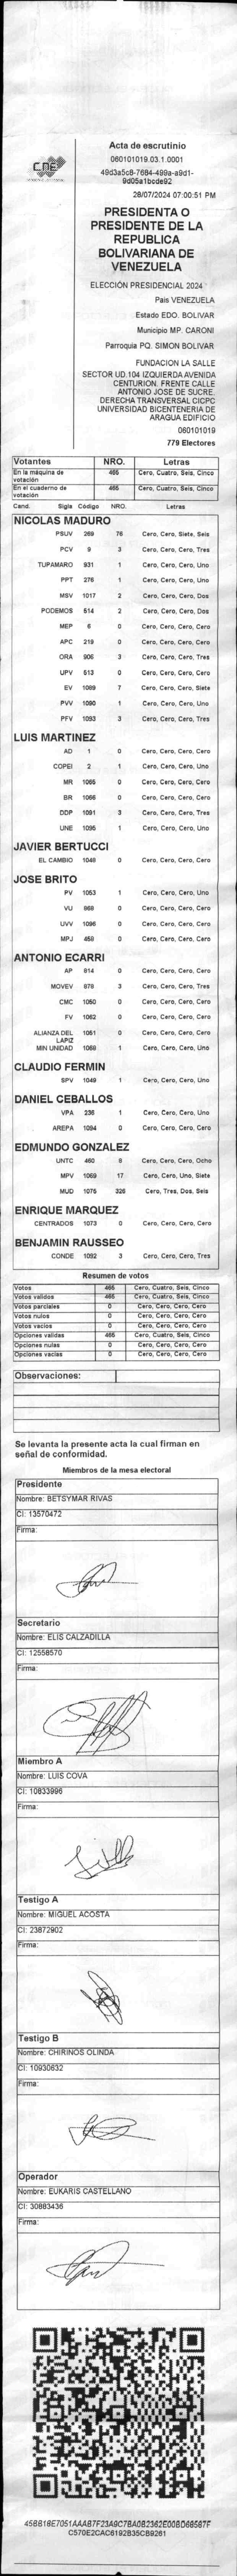 CNE
Acta de escrutinio
060101019.03.1.0001
49d3a5c8-7684-499a-a9d1-
9d05a1bcde92
28/07/2024 07:00:51 PM
PRESIDENTA O
PRESIDENTE DE LA
REPUBLICA
BOLIVARIANA DE
VENEZUELA
ELECCIÓN PRESIDENCIAL 2024
País VENEZUELA
Estado EDO. BOLIVAR
Municipio MP. CARONI
Parroquia PQ. SIMON BOLIVAR
FUNDACION LA SALLE
SECTOR UD.104 IZQUIERDA AVENIDA
CENTURION. FRENTE CALLE
ANTONIO JOSE DE SUCRE.
DERECHA TRANSVERSAL CICPC
UNIVERSIDAD BICENTENERIA DE
ARAGUA EDIFICIO
060101019
779 Electores
Votantes NRO. Letras
En la máquina de votación 465 Cero, Cuatro, Seis, Cinco
En el cuaderno de votación 465 Cero, Cuatro, Seis, Cinco
Cand. Sigla Código NRO. Letras
NICOLAS MADURO
PSUV 269 76 Cero, Cero, Siete, Seis
PCV 9 3 Cero, Cero, Cero, Tres
TUPAMARO 931 1 Cero, Cero, Cero, Uno
PPT 276 1 Cero, Cero, Cero, Uno
MSV 1017 2 Cero, Cero, Cero, Dos
PODEMOS 514 2 Cero, Cero, Cero, Dos
MEP 6 0 Cero, Cero, Cero, Cero
APC 219 0 Cero, Cero, Cero, Cero
ORA 906 3 Cero, Cero, Cero, Tres
UPV 513 0 Cero, Cero, Cero, Cero
EV 1089 7 Cero, Cero, Cero, Siete
PVV 1090 1 Cero, Cero, Cero, Uno
PFV 1093 3 Cero, Cero, Cero, Tres
LUIS MARTINEZ
AD 1 0 Cero, Cero, Cero, Cero
COPEI 2 1 Cero, Cero, Cero, Uno
MR 1065 0 Cero, Cero, Cero, Cero
BR 1066 0 Cero, Cero, Cero, Cero
DDP 1091 3 Cero, Cero, Cero, Tres
UNE 1095 1 Cero, Cero, Cero, Uno
JAVIER BERTUCCI
EL CAMBIO 1048 0 Cero, Cero, Cero, Cero
JOSE BRITO
PV 1053 1 Cero, Cero, Cero, Uno
VU 869 0 Cero, Cero, Cero, Cero
UVV 1096 0 Cero, Cero, Cero, Cero
MPJ 458 0 Cero, Cero, Cero, Cero
ANTONIO ECARRI
AP 814 0 Cero, Cero, Cero, Cero
MOVEV 878 3 Cero, Cero, Cero, Tres
CMC 1050 0 Cero, Cero, Cero, Cero
FV 1062 0 Cero, Cero, Cero, Cero
ALIANZA DEL LAPIZ 1051 0 Cero, Cero, Cero, Cero
MIN UNIDAD 1068 1 Cero, Cero, Cero, Uno
CLAUDIO FERMIN
SPV 1049 1 Cero, Cero, Cero, Uno
DANIEL CEBALLOS
VPA 236 1 Cero, Cero, Cero, Uno
AREPA 1094 0 Cero, Cero, Cero, Cero
EDMUNDO GONZALEZ
UNTC 460 8 Cero, Cero, Cero, Ocho
MPV 1069 17 Cero, Cero, Uno, Siete
MUD 1075 326 Cero, Tres, Dos, Seis
ENRIQUE MARQUEZ
CENTRADOS 1073 0 Cero, Cero, Cero, Cero
BENJAMIN RAUSSEO
CONDE 1092 3 Cero, Cero, Cero, Tres
Resumen de votos
Votos 465 Cero, Cuatro, Seis, Cinco
Votos validos 465 Cero, Cuatro, Seis, Cinco
Votos parciales 0 Cero, Cero, Cero, Cero
Votos nulos 0 Cero, Cero, Cero, Cero
Votos vacíos 0 Cero, Cero, Cero, Cero
Opciones validas 465 Cero, Cuatro, Seis, Cinco
Opciones nulas 0 Cero, Cero, Cero, Cero
Opciones vacias 0 Cero, Cero, Cero, Cero
Observaciones:
Se levanta la presente acta la cual firman en
señal de conformidad.
Miembros de la mesa electoral
Presidente
Nombre: BETSYMAR RIVAS
CI: 13570472
Firma:
Secretario
Nombre: ELIS CALZADILLA
CI: 12558570
Firma:
Miembro A
Nombre: LUIS COVA
CI: 10633996
Firma:
Testigo A
Nombre: MIGUEL ACOSTA
CI: 23872902
Firma:
Testigo B
Nombre: CHIRINOS OLINDA
CI: 10930632
Firma:
Operador
Nombre: EUKARIS CASTELLANO
CI: 30883436
Firma:
45BB18E7051AAAB7F23A9C7BA0B2362E00BD68587F
C570E2CAC6192B35CB9261